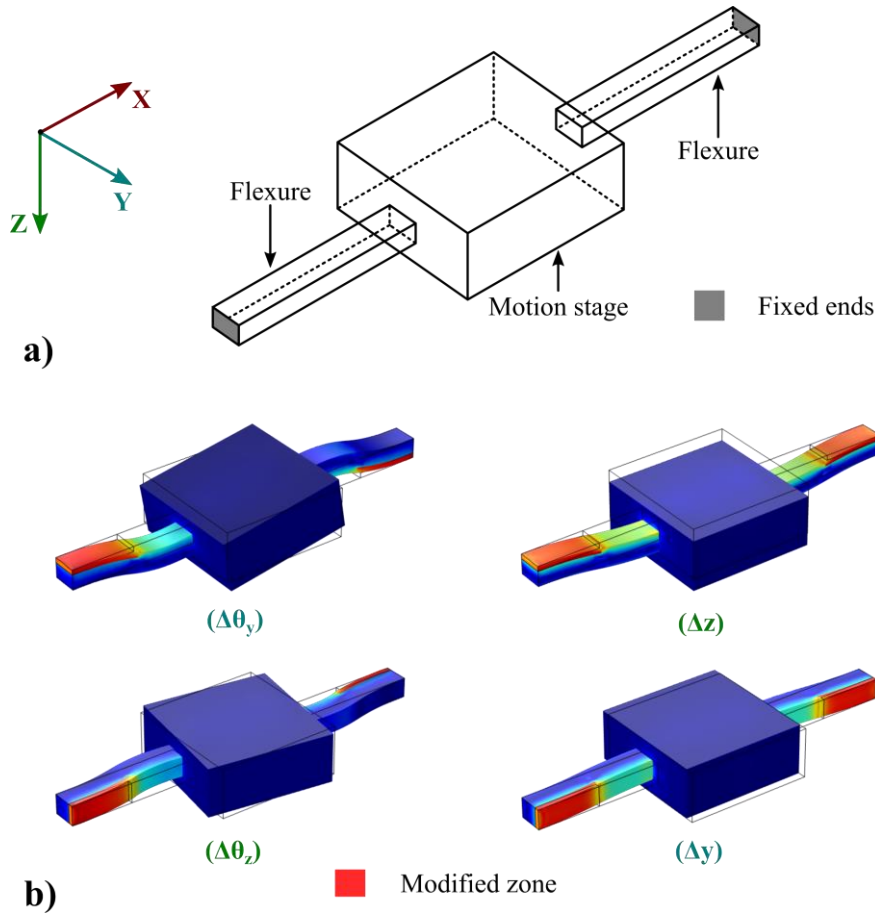 a)
X
Y
Z
Flexure
Flexure
Motion stage
Fixed ends
(Δθy)
(Δz)
(Δθz)
(Δy)
b)
Modified zone